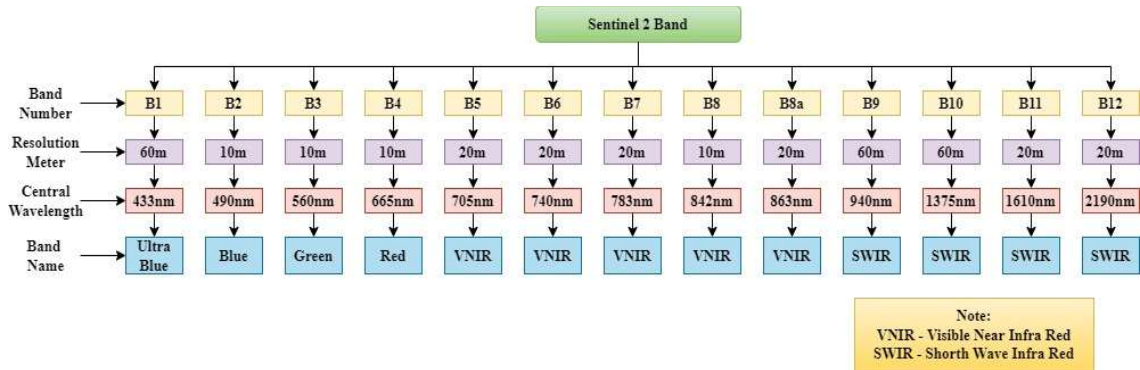 Sentinel 2 Band
Band
Number
B1 B2 B3 B4 B5 B6 B7 B8 B8a B9 B10 B11 B12
Resolution
Meter
60m 10m 10m 10m 20m 20m 20m 10m 20m 60m 60m 20m 20m
Central
Wavelength
433nm 490nm 560nm 665nm 705nm 740nm 783nm 842nm 863nm 940nm 1375nm 1610nm 2190nm
Band
Name
Ultra
Blue
Blue Green Red VNIR VNIR VNIR VNIR VNIR SWIR SWIR SWIR SWIR
Note:
VNIR - Visible Near Infra Red
SWIR - Shorth Wave Infra Red